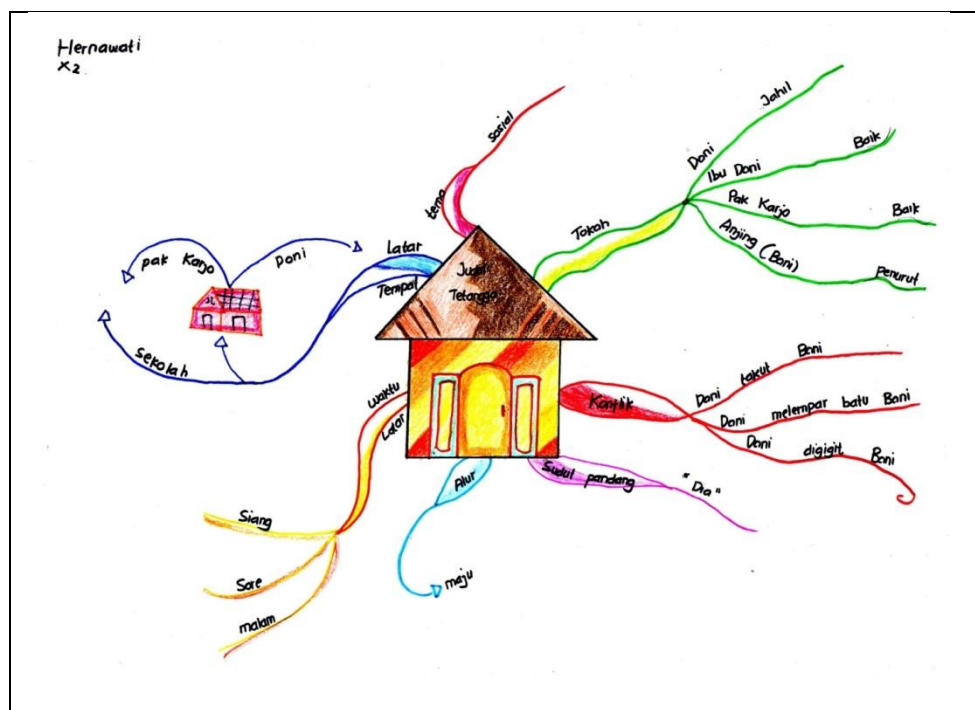 Hernawati
X2
Judul
Tetangga
tema
sosial
Tokoh
Doni
Jahil
Ibu Doni
Baik
Pak Karjo
Baik
Anjing (Boni)
Penurut
Konflik
Doni takut Boni
Doni melempar batu Boni
Doni digigit Boni
Sudut pandang
"Dia"
Alur
maju
Latar
waktu
Siang
Sore
malam
Latar
Tempat
sekolah
pak Karjo
Doni